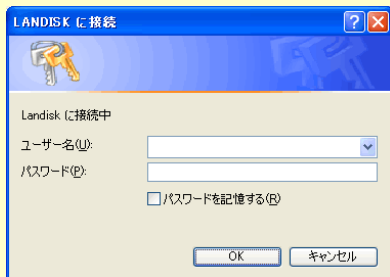 LANDISK に接続
Landisk に接続中
ユーザー名(U):
パスワード(P):
パスワードを記憶する(R)
OK キャンセル